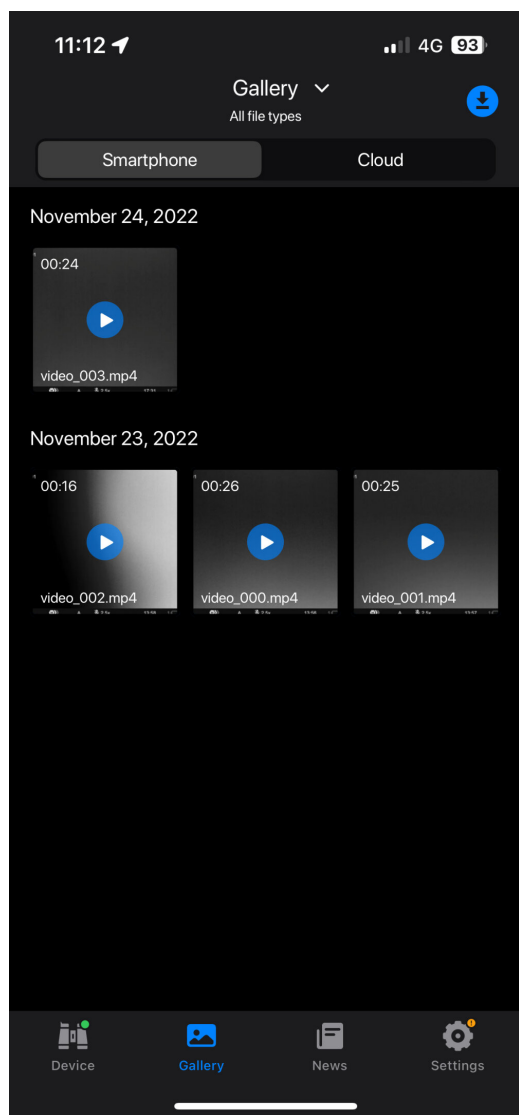 11:12
4G 93
Gallery
All file types
Smartphone Cloud
November 24, 2022
00:24
video_003.mp4
November 23, 2022
00:16 00:26 00:25
video_002.mp4 video_000.mp4 video_001.mp4
Device Gallery News Settings